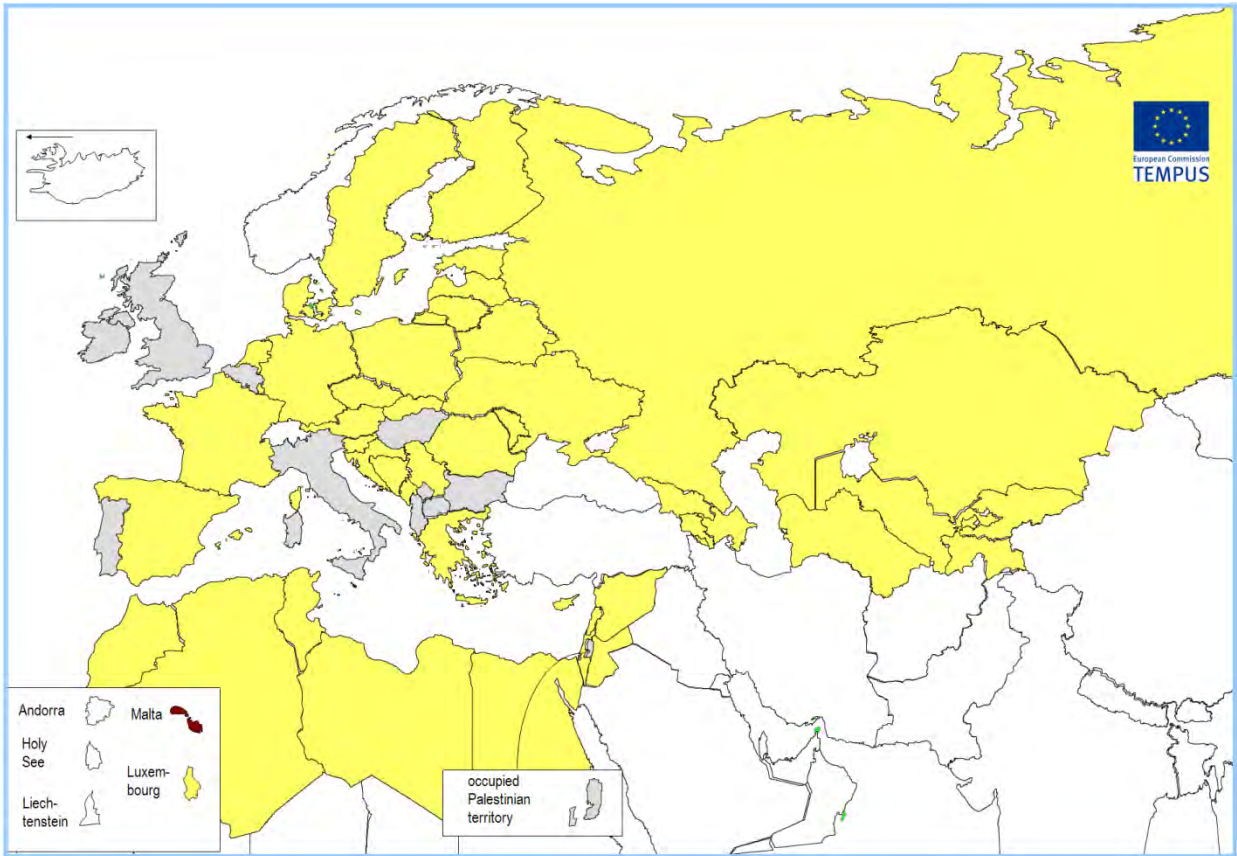 European Commission
TEMPUS
Andorra
Malta
Holy
See
Luxem-
bourg
Liech-
tenstein
occupied
Palestinian
territory